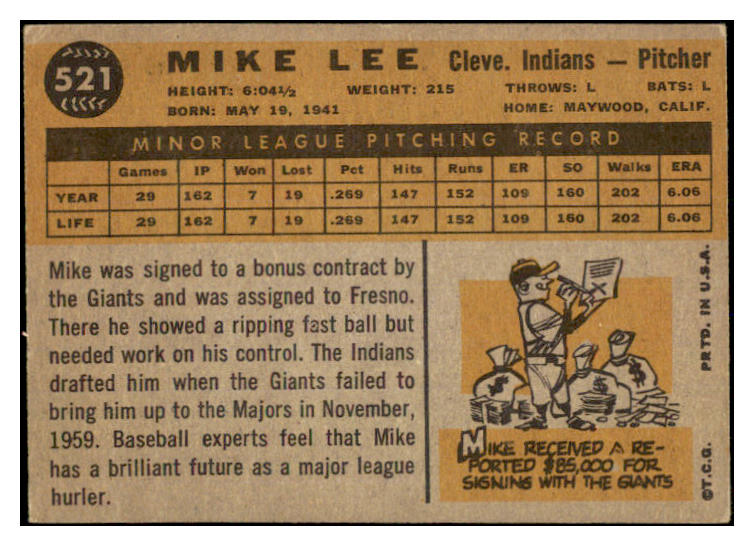 521
MIKE LEE Cleve. Indians — Pitcher
HEIGHT: 6:04½ WEIGHT: 215 THROWS: L BATS: L
BORN: MAY 19, 1941 HOME: MAYWOOD, CALIF.
MINOR LEAGUE PITCHING RECORD
Games IP Won Lost Pct Hits Runs ER SO Walks ERA
YEAR 29 162 7 19 .269 147 152 109 160 202 6.06
LIFE 29 162 7 19 .269 147 152 109 160 202 6.06
Mike was signed to a bonus contract by
the Giants and was assigned to Fresno.
There he showed a ripping fast ball but
needed work on his control. The Indians
drafted him when the Giants failed to
bring him up to the Majors in November,
1959. Baseball experts feel that Mike
has a brilliant future as a major league
hurler.
X
$
$
$
MIKE RECEIVED A RE-
PORTED $85,000 FOR
SIGNING WITH THE GIANTS
©T.C.G. PRTD. IN U.S.A.